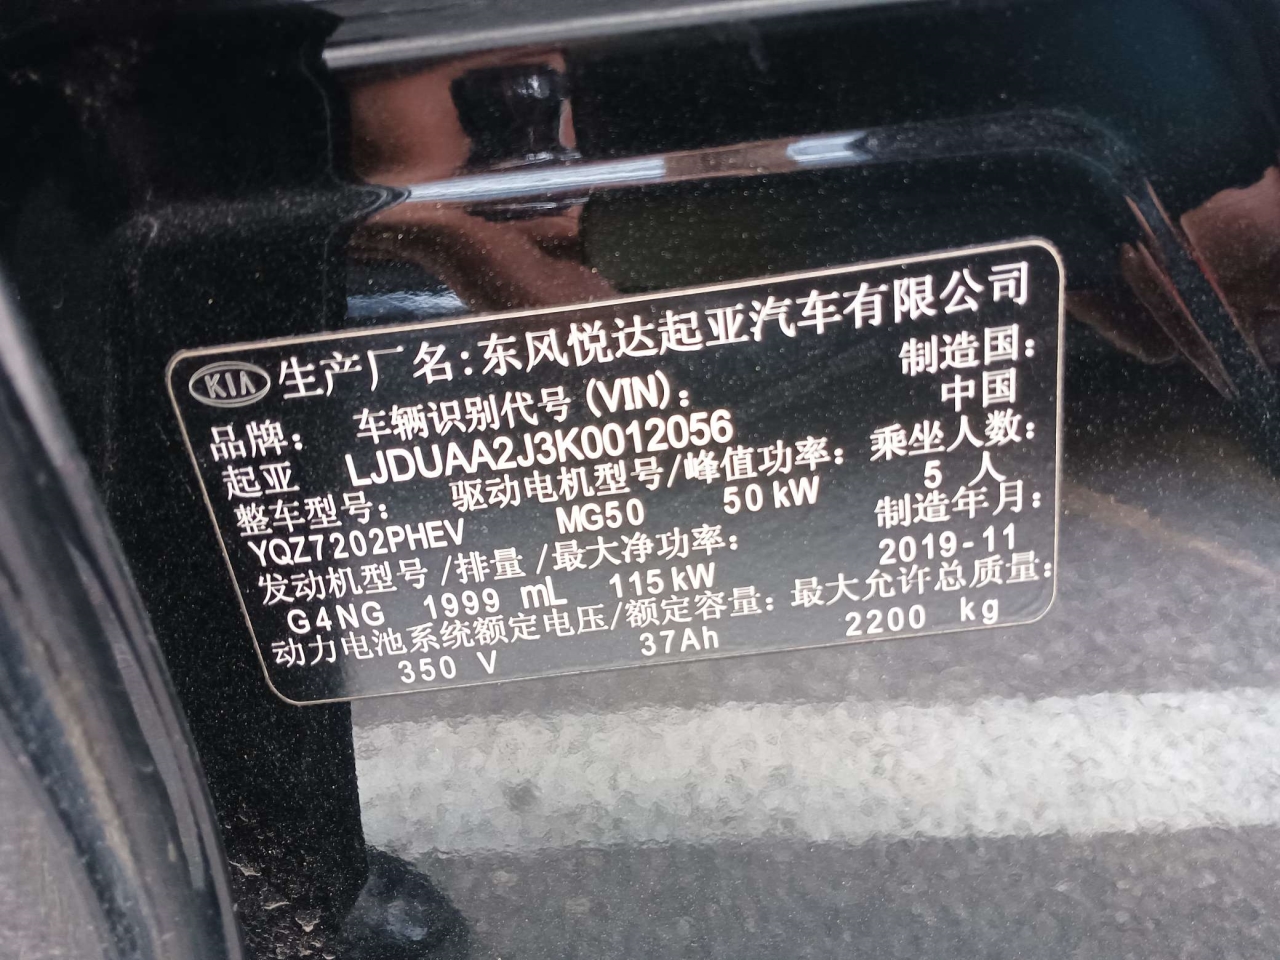 KIA 生产厂名：东风悦达起亚汽车有限公司
品牌： 车辆识别代号(VIN)： 制造国：
起亚 LJDUAA2J3K0012056 中国
整车型号： 驱动电机型号/峰值功率： 乘坐人数：
YQZ7202PHEV MG50 50kW 5 人
发动机型号/排量/最大净功率： 制造年月：
G4NG 1999 mL 115kW 2019-11
动力电池系统额定电压/额定容量： 最大允许总质量：
350 V 37Ah 2200 kg